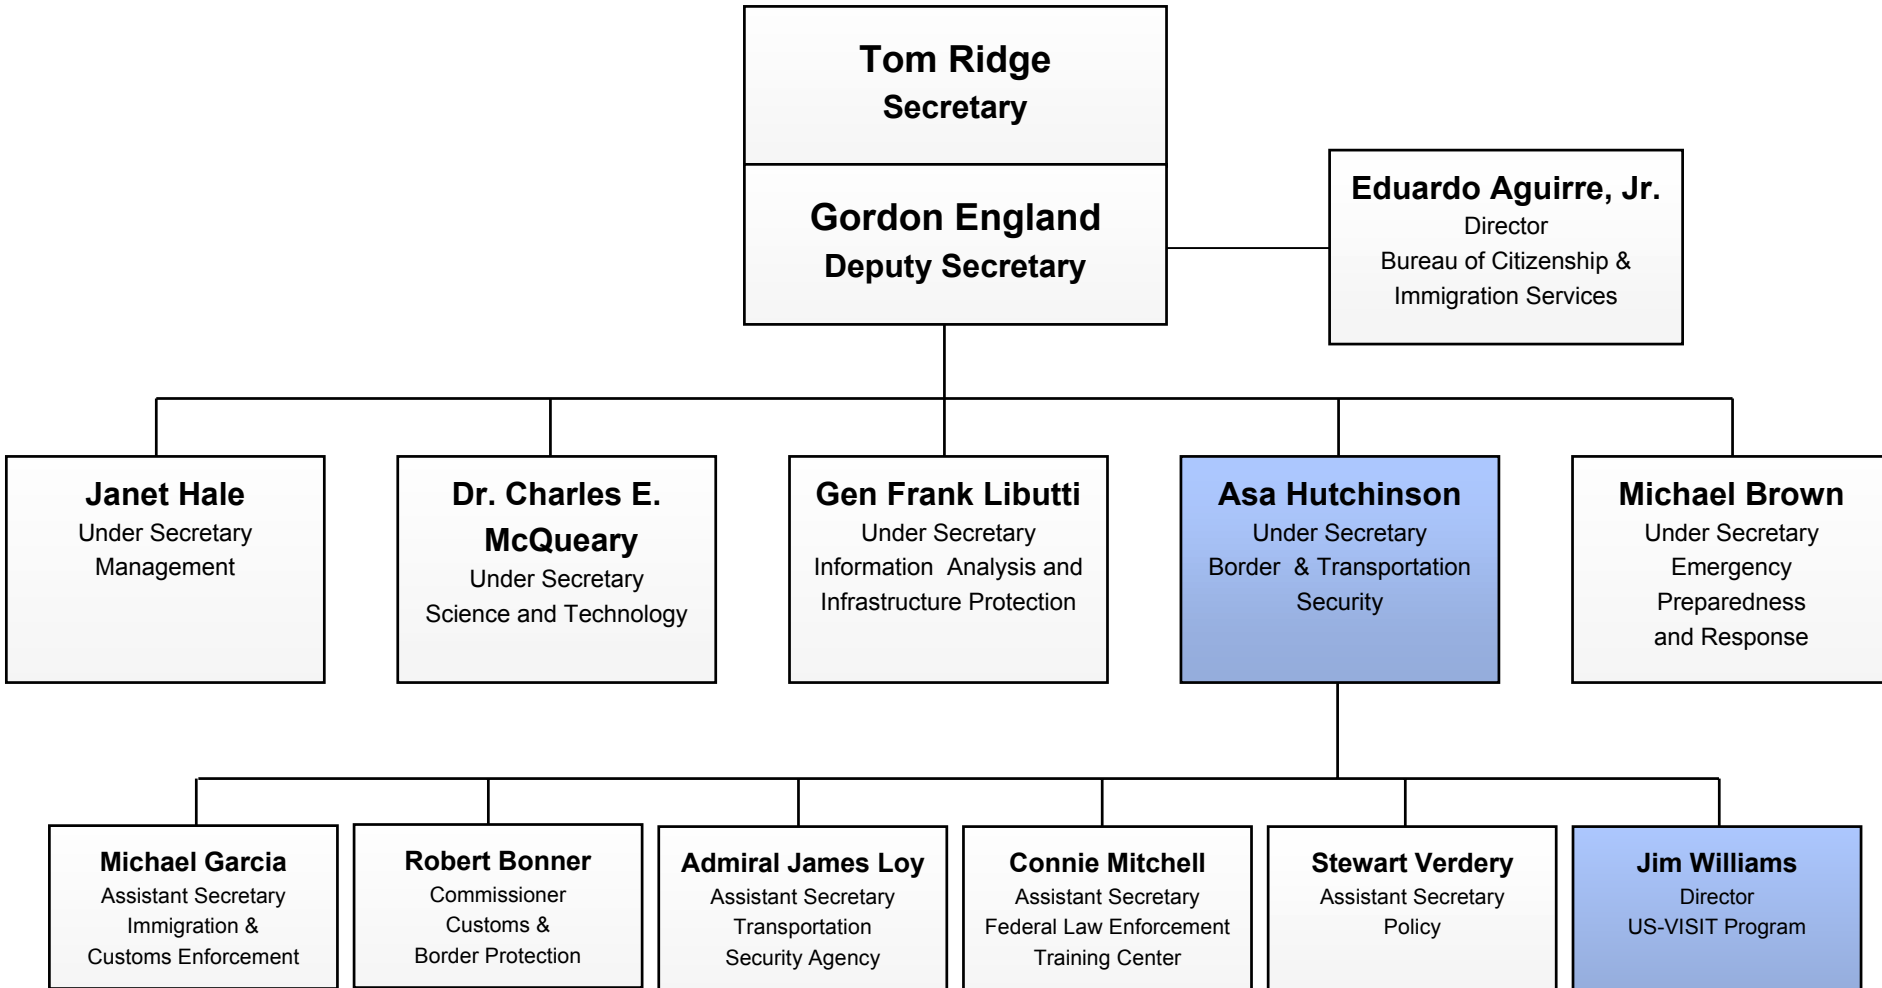 Tom Ridge
Secretary
Gordon England
Deputy Secretary
Eduardo Aguirre, Jr.
Director
Bureau of Citizenship &
Immigration Services
Janet Hale
Under Secretary
Management
Dr. Charles E.
McQueary
Under Secretary
Science and Technology
Gen Frank Libutti
Under Secretary
Information Analysis and
Infrastructure Protection
Asa Hutchinson
Under Secretary
Border & Transportation
Security
Michael Brown
Under Secretary
Emergency
Preparedness
and Response
Michael Garcia
Assistant Secretary
Immigration &
Customs Enforcement
Robert Bonner
Commissioner
Customs &
Border Protection
Admiral James Loy
Assistant Secretary
Transportation
Security Agency
Connie Mitchell
Assistant Secretary
Federal Law Enforcement
Training Center
Stewart Verdery
Assistant Secretary
Policy
Jim Williams
Director
US-VISIT Program